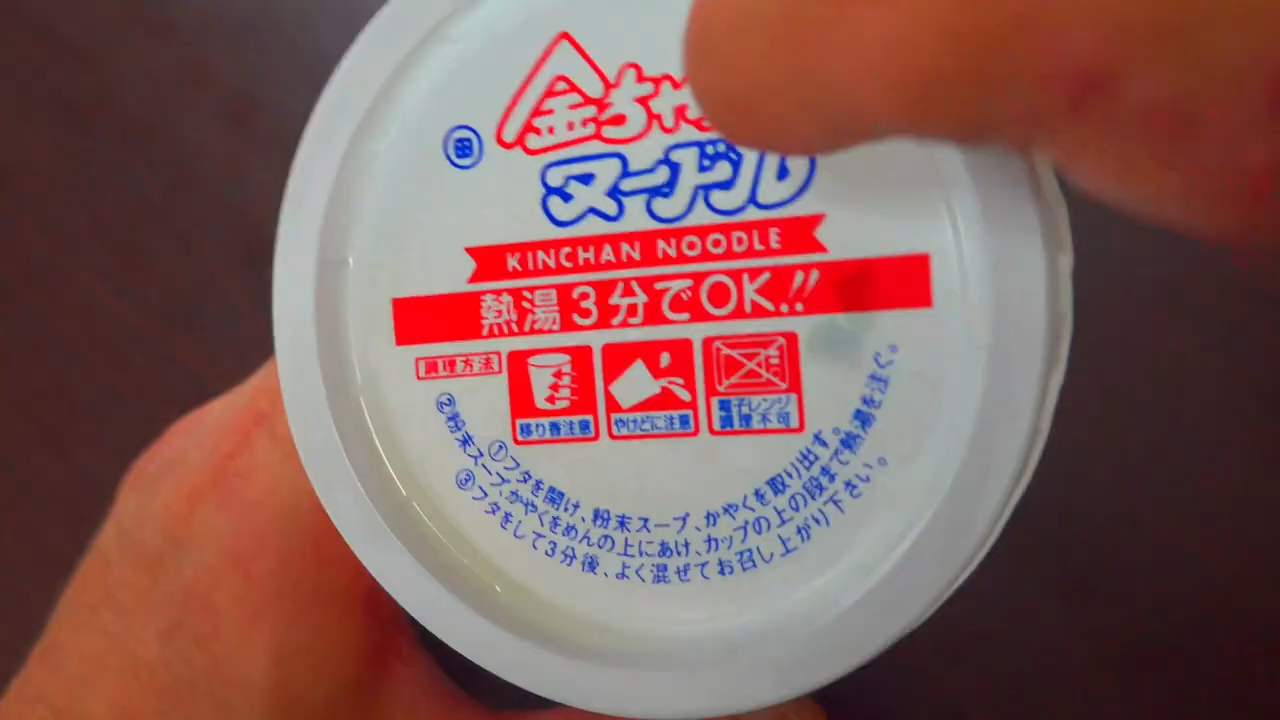 金ちゃ
ヌードル
KINCHAN NOODLE
熱湯3分でOK!!
調理方法
移り香注意
やけどに注意
電子レンジ
調理不可
①フタを開け、粉末スープ、かやくを取り出す。
②粉末スープ、かやくをめんの上にあけ、カップの上の段まで熱湯を注ぐ。
③フタをして3分後、よく混ぜてお召し上がり下さい。